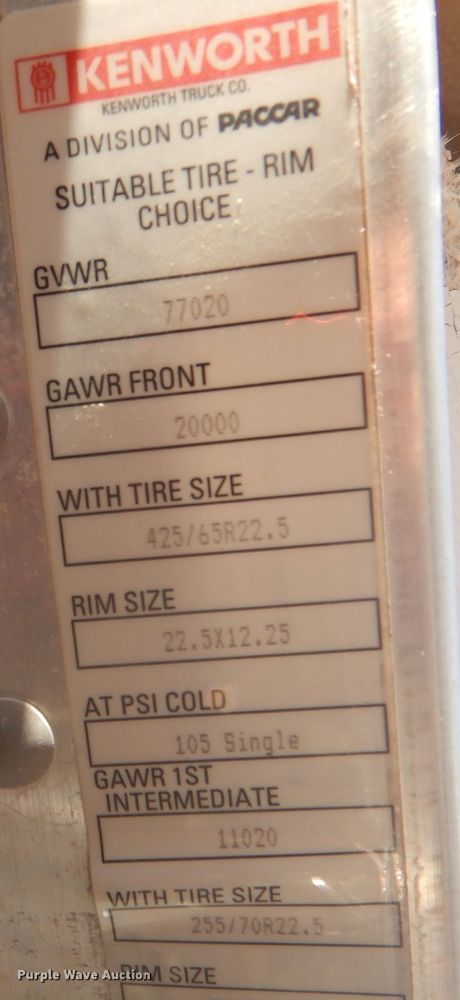 KENWORTH
KENWORTH TRUCK CO.
A DIVISION OF PACCAR
SUITABLE TIRE - RIM
CHOICE
GVWR
77020
GAWR FRONT
20000
WITH TIRE SIZE
425/65R22.5
RIM SIZE
22.5X12.25
AT PSI COLD
105 Single
GAWR 1ST
INTERMEDIATE
11020
WITH TIRE SIZE
255/70R22.5
RIM SIZE
Purple Wave Auction